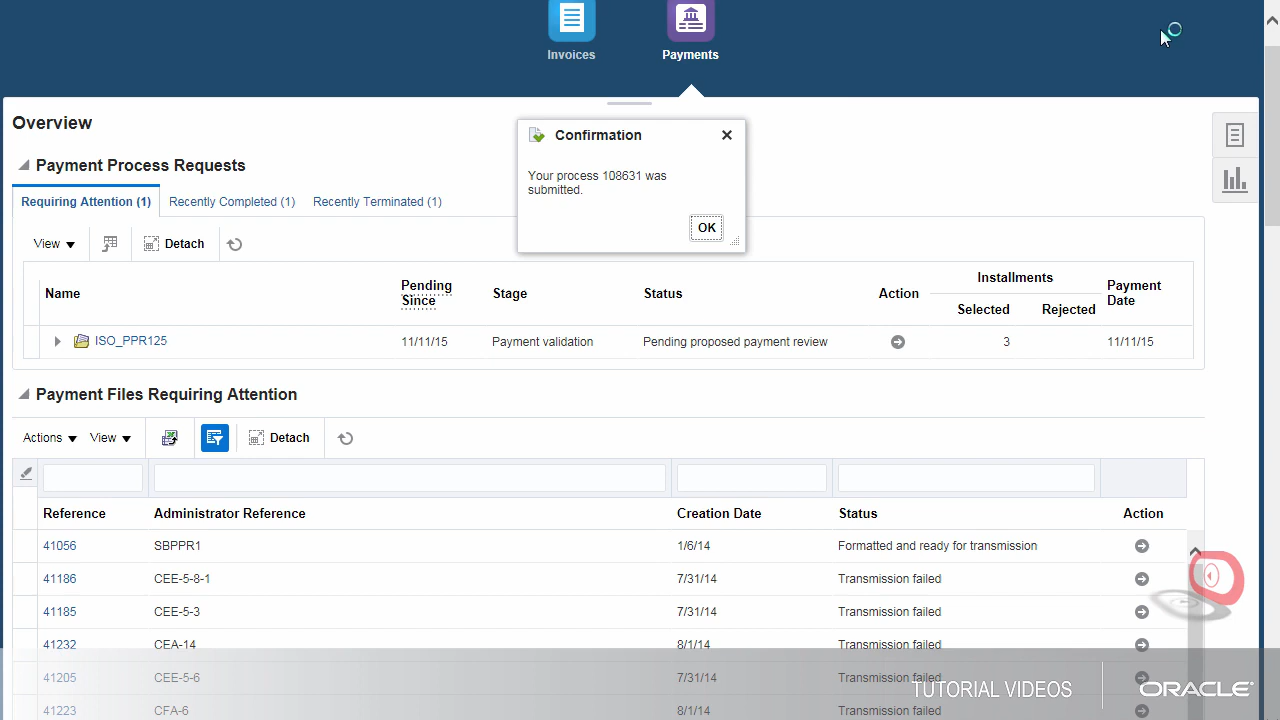 Invoices
Payments
Overview
Confirmation
Your process 108631 was
submitted.
OK
Payment Process Requests
Requiring Attention (1)
Recently Completed (1)
Recently Terminated (1)
View
Detach
Name
Pending
Since
Stage
Status
Action
Installments
Selected
Rejected
Payment
Date
ISO_PPR125
11/11/15
Payment validation
Pending proposed payment review
3
11/11/15
Payment Files Requiring Attention
Actions
View
Detach
Reference
Administrator Reference
Creation Date
Status
Action
41056
SBPPR1
1/6/14
Formatted and ready for transmission
41186
CEE-5-8-1
7/31/14
Transmission failed
41185
CEE-5-3
7/31/14
Transmission failed
41232
CEA-14
8/1/14
Transmission failed
41205
CEE-5-6
7/31/14
Transmission failed
41223
CFA-6
8/1/14
Transmission failed
TUTORIAL VIDEOS
ORACLE